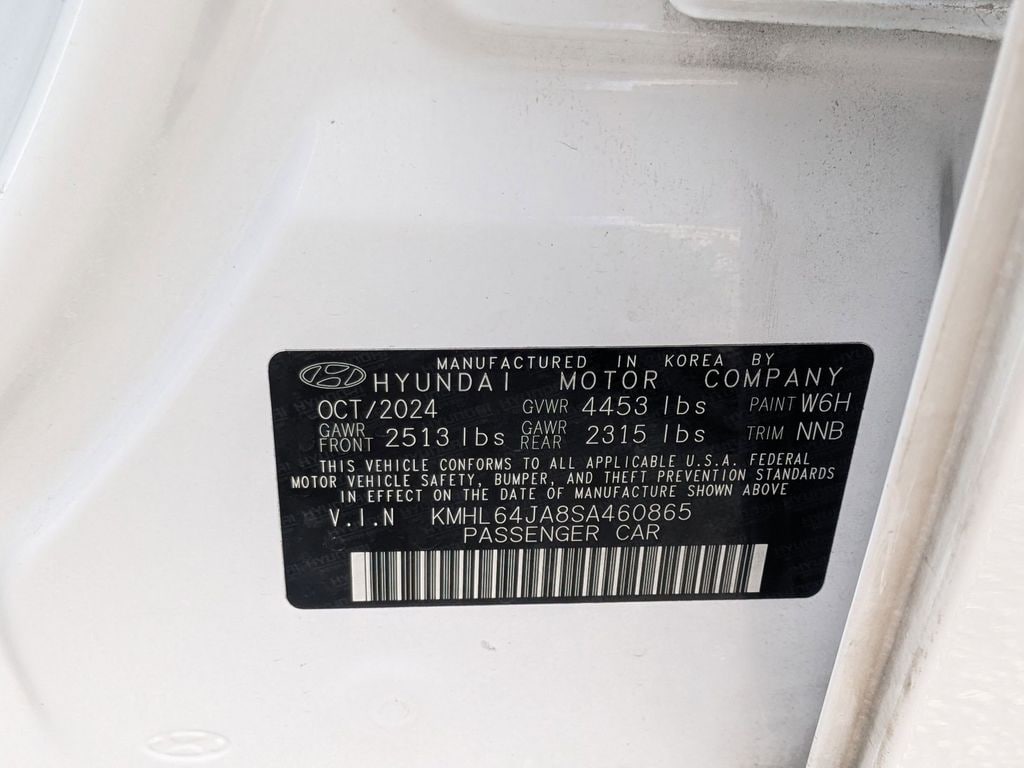 MANUFACTURED IN KOREA BY
HYUNDAI MOTOR COMPANY
OCT/2024 GVWR 4453 lbs PAINT W6H
GAWR FRONT 2513 lbs GAWR REAR 2315 lbs TRIM NNB
THIS VEHICLE CONFORMS TO ALL APPLICABLE U.S.A. FEDERAL
MOTOR VEHICLE SAFETY, BUMPER, AND THEFT PREVENTION STANDARDS
IN EFFECT ON THE DATE OF MANUFACTURE SHOWN ABOVE
V.I.N KMHL64JA8SA460865
PASSENGER CAR